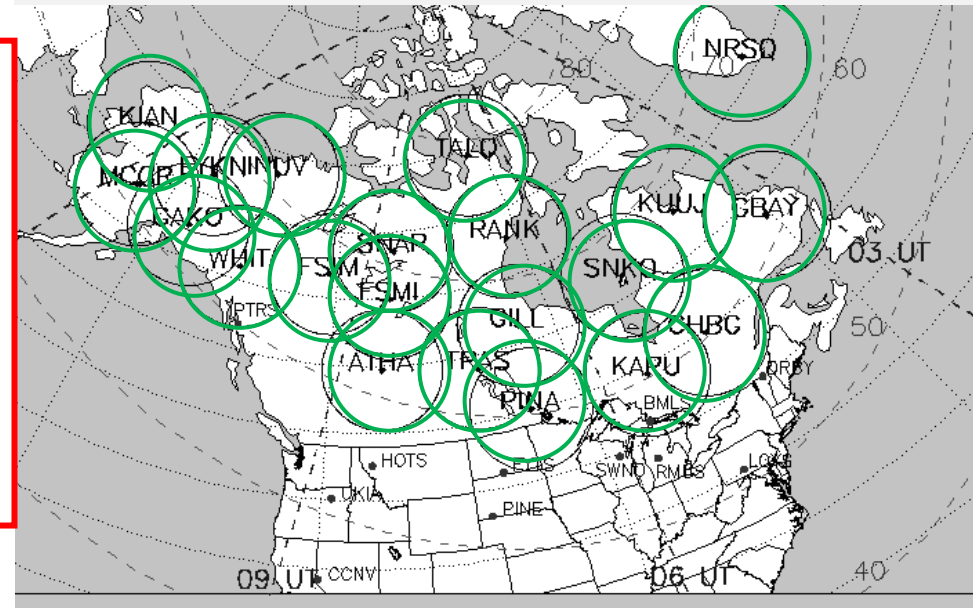 NRSQ
80
70
60
KIAN
TALO
MCGR
FYKN
INUV
KUUJ
GBAY
GAKO
RANK
SNAP
WHIT
FSIM
SNKQ
03 UT
FSMI
PTRS
GILL
CHBG
50
ATHA
TPAS
KAPU
DRBY
PINA
BMLS
HOTS
SWNO
RMUS
LOYS
UKIA
PINE
09 UT
CCNV
06 UT
40